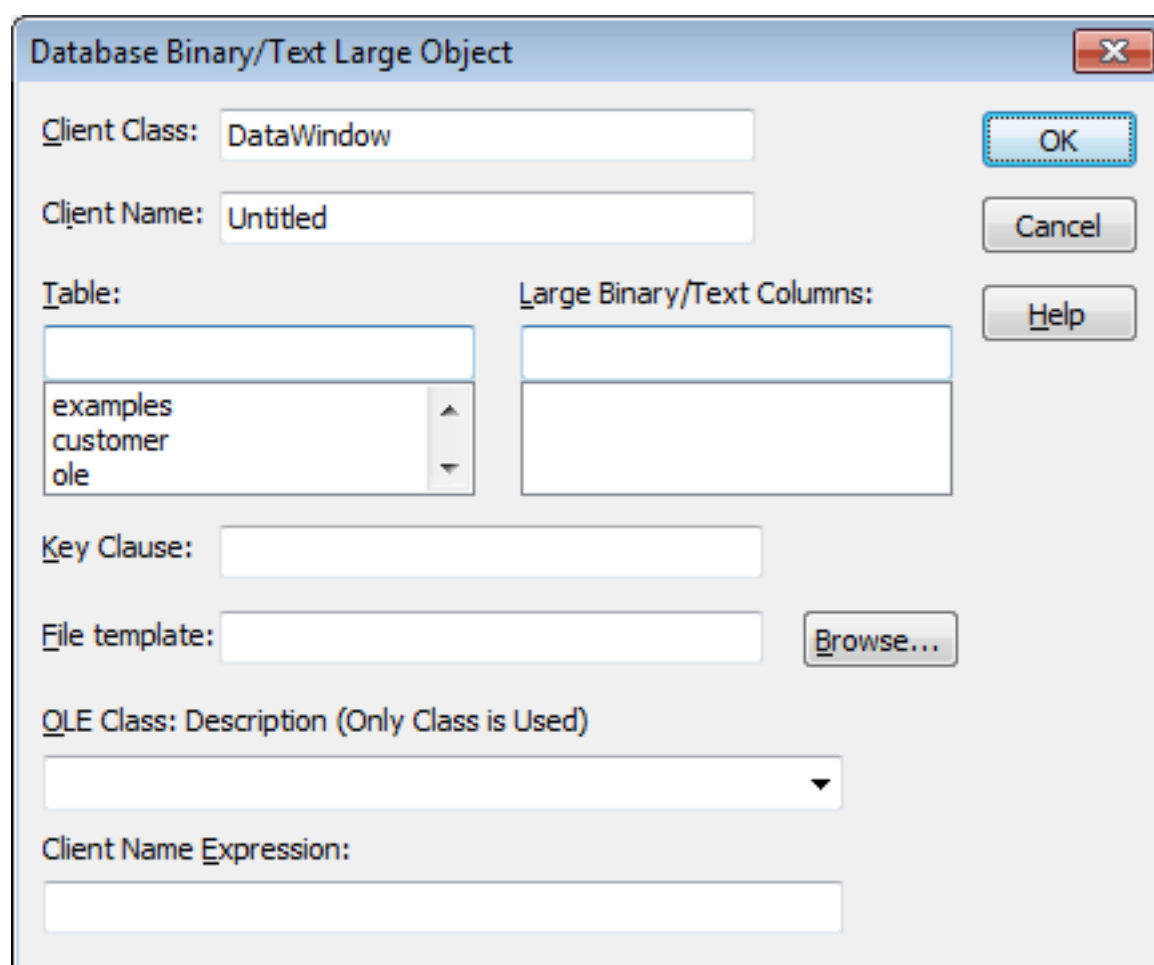 Database Binary/Text Large Object
Client Class: DataWindow
OK
Client Name: Untitled
Cancel
Table:
Large Binary/Text Columns:
Help
examples
customer
ole
Key Clause:
File template:
Browse...
OLE Class: Description (Only Class is Used)
Client Name Expression: